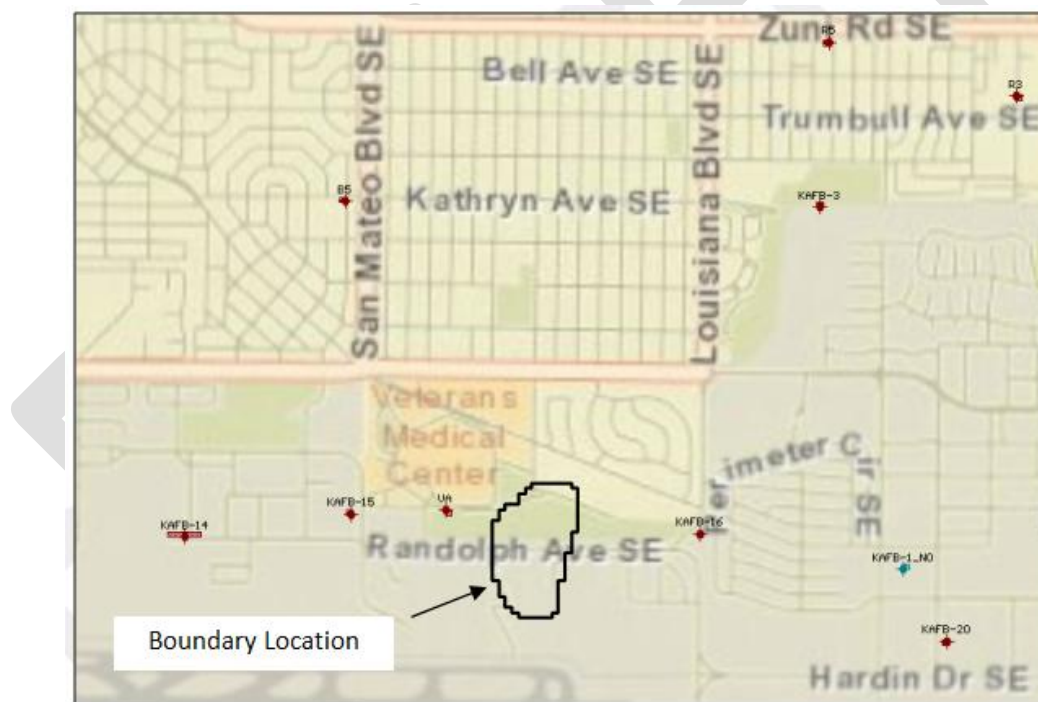 Zuni Rd SE
R5
Bell Ave SE
R3
Trumbull Ave SE
San Mateo Blvd SE
Louisiana Blvd SE
B5
Kathryn Ave SE
KAFB-3
Veterans
Medical
Center
Perimeter Cir SE
KAFB-15
VA
KAFB-14
KAFB-16
Randolph Ave SE
KAFB-1_NO
KAFB-20
Boundary Location
Hardin Dr SE